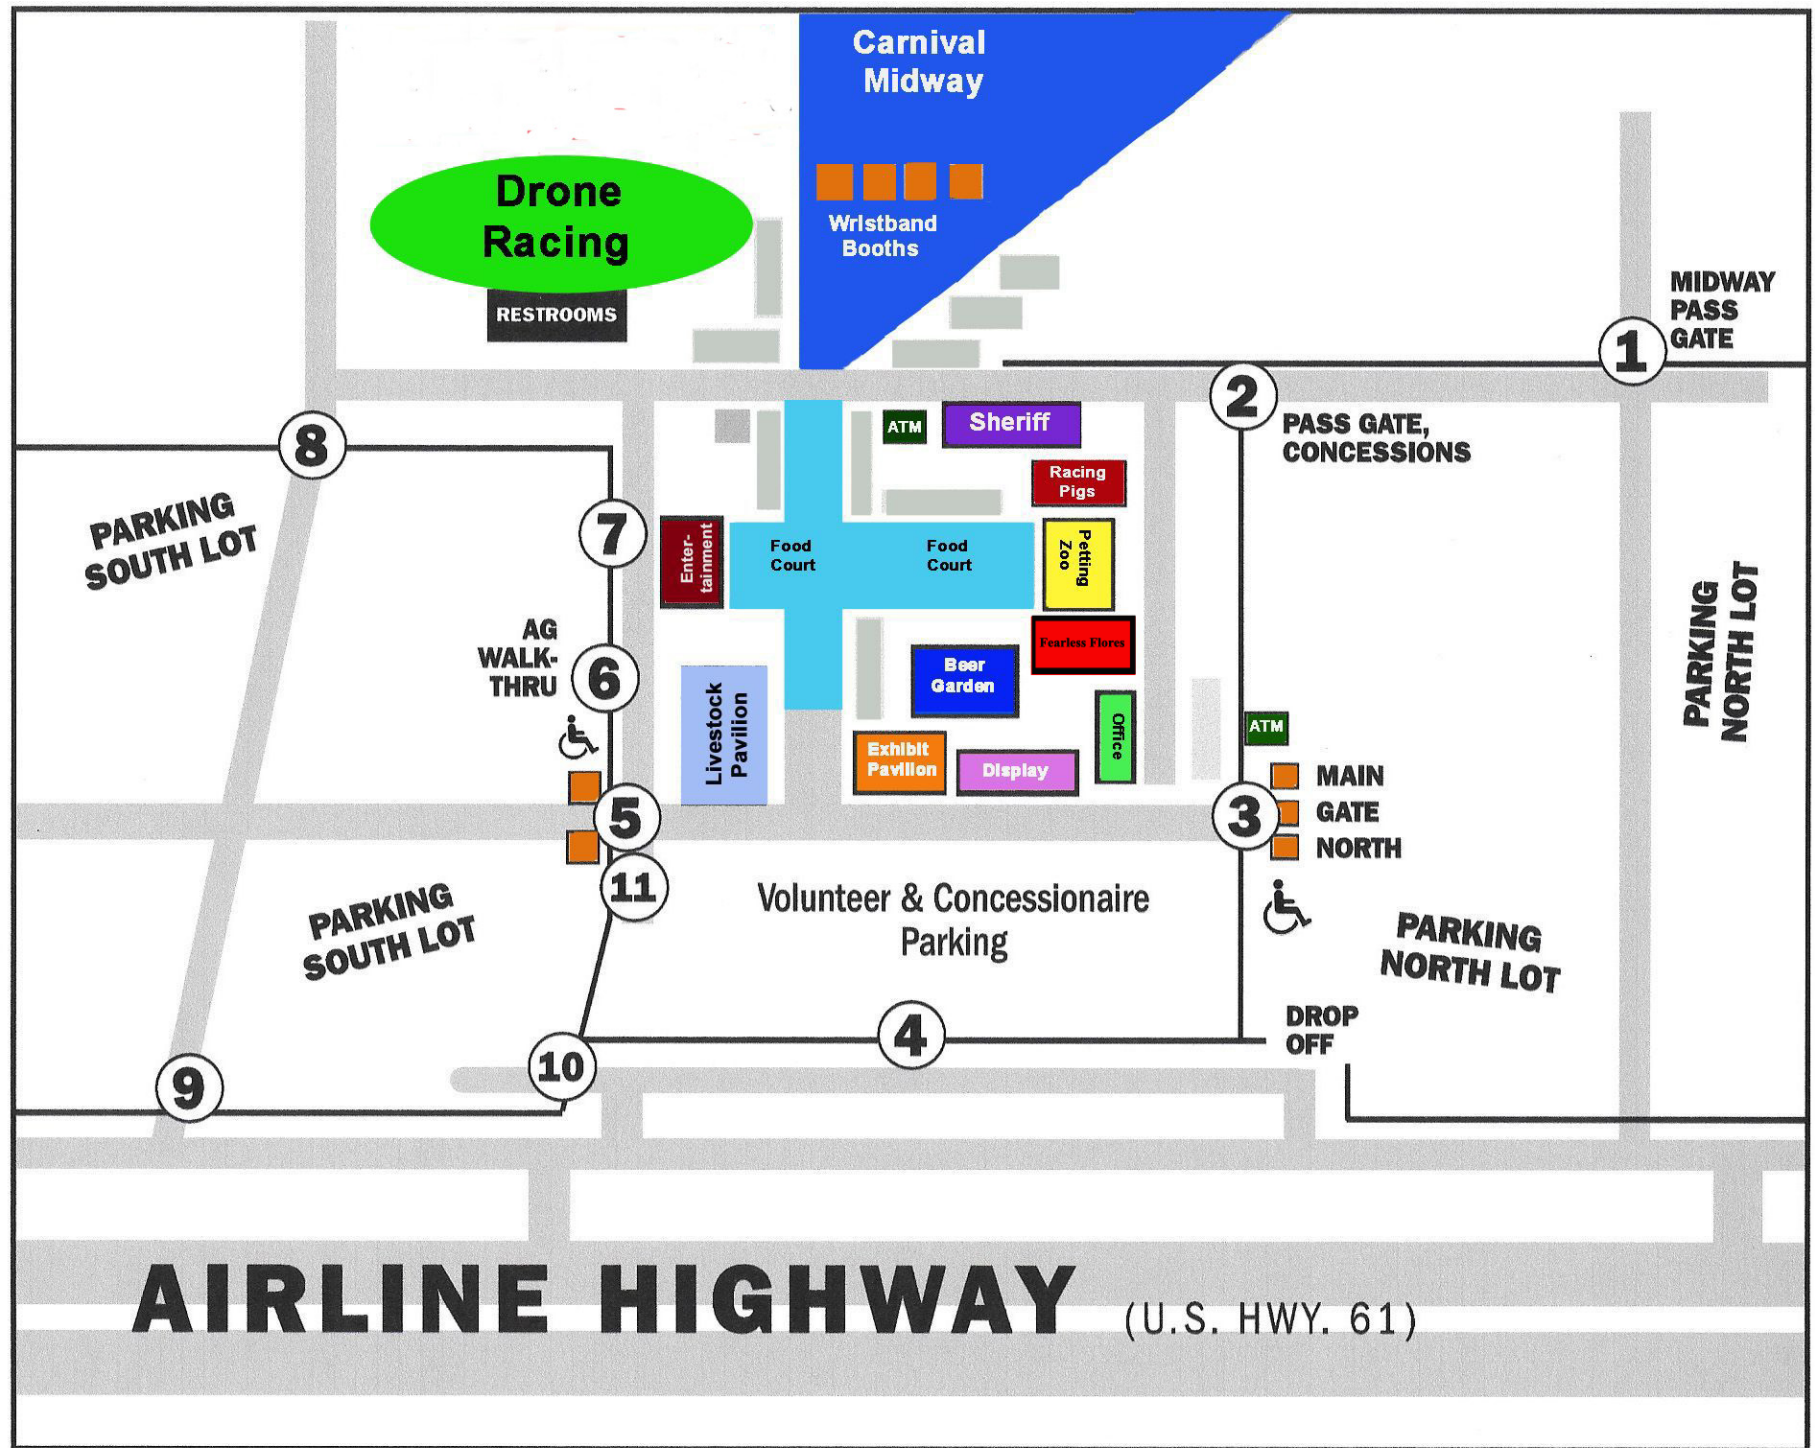 Carnival
Midway
Drone
Racing
Wristband
Booths
RESTROOMS
MIDWAY
PASS
GATE
1
2
PASS GATE,
CONCESSIONS
8
ATM
Sheriff
Racing
Pigs
PARKING
SOUTH LOT
7
Enter-
tainment
Food
Court
Food
Court
Petting
Zoo
PARKING
NORTH LOT
AG
WALK-
THRU
6
Fearless Flores
Beer
Garden
Livestock
Pavilion
Office
ATM
Exhibit
Pavilion
Display
5
3
MAIN
GATE
NORTH
11
Volunteer & Concessionaire
Parking
PARKING
SOUTH LOT
PARKING
NORTH LOT
4
DROP
OFF
10
9
AIRLINE HIGHWAY (U.S. HWY. 61)